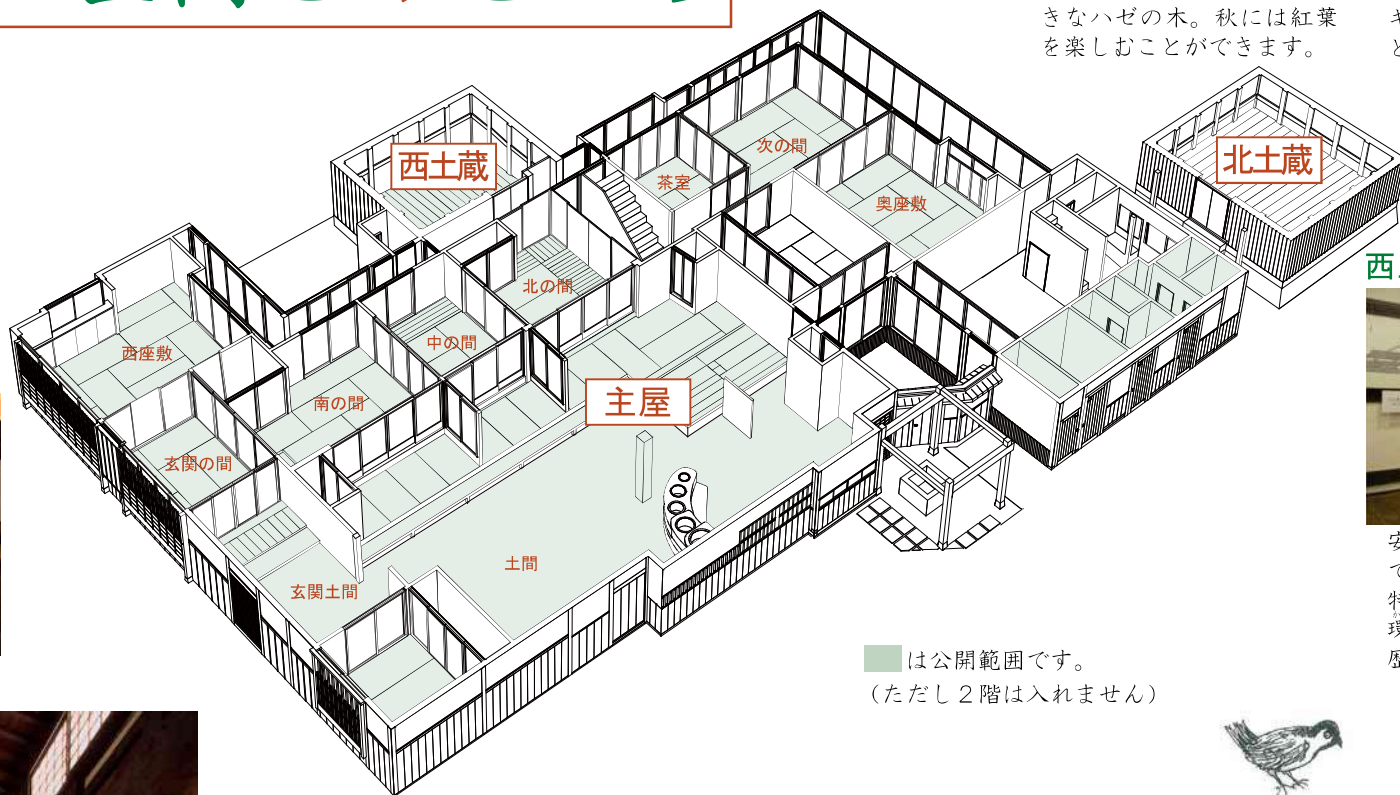 きなハゼの木。秋には紅葉
を楽しむことができます。
西土蔵
北土蔵
次の間
茶室
奥座敷
北の間
中の間
西座敷
南の間
主屋
玄関の間
土間
玄関土間
は公開範囲です。
（ただし２階は入れません）
西